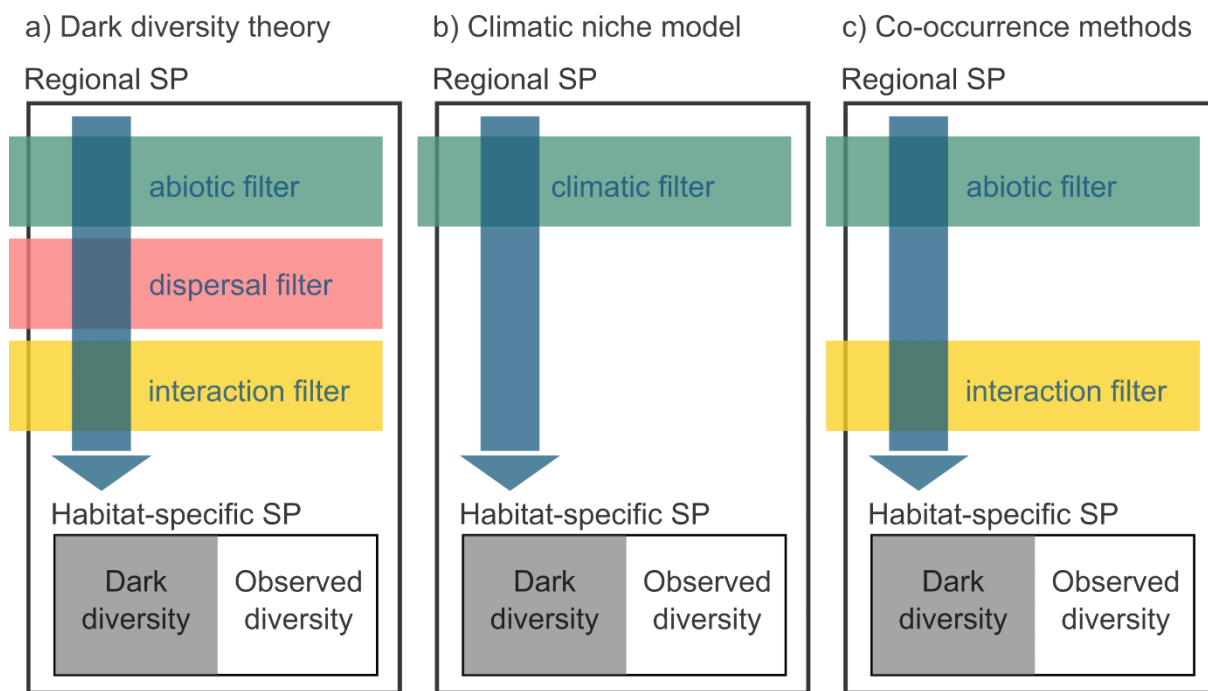 a) Dark diversity theory
Regional SP
abiotic filter
dispersal filter
interaction filter
Habitat-specific SP
Dark
diversity
Observed
diversity
b) Climatic niche model
Regional SP
climatic filter
Habitat-specific SP
Dark
diversity
Observed
diversity
c) Co-occurrence methods
Regional SP
abiotic filter
interaction filter
Habitat-specific SP
Dark
diversity
Observed
diversity